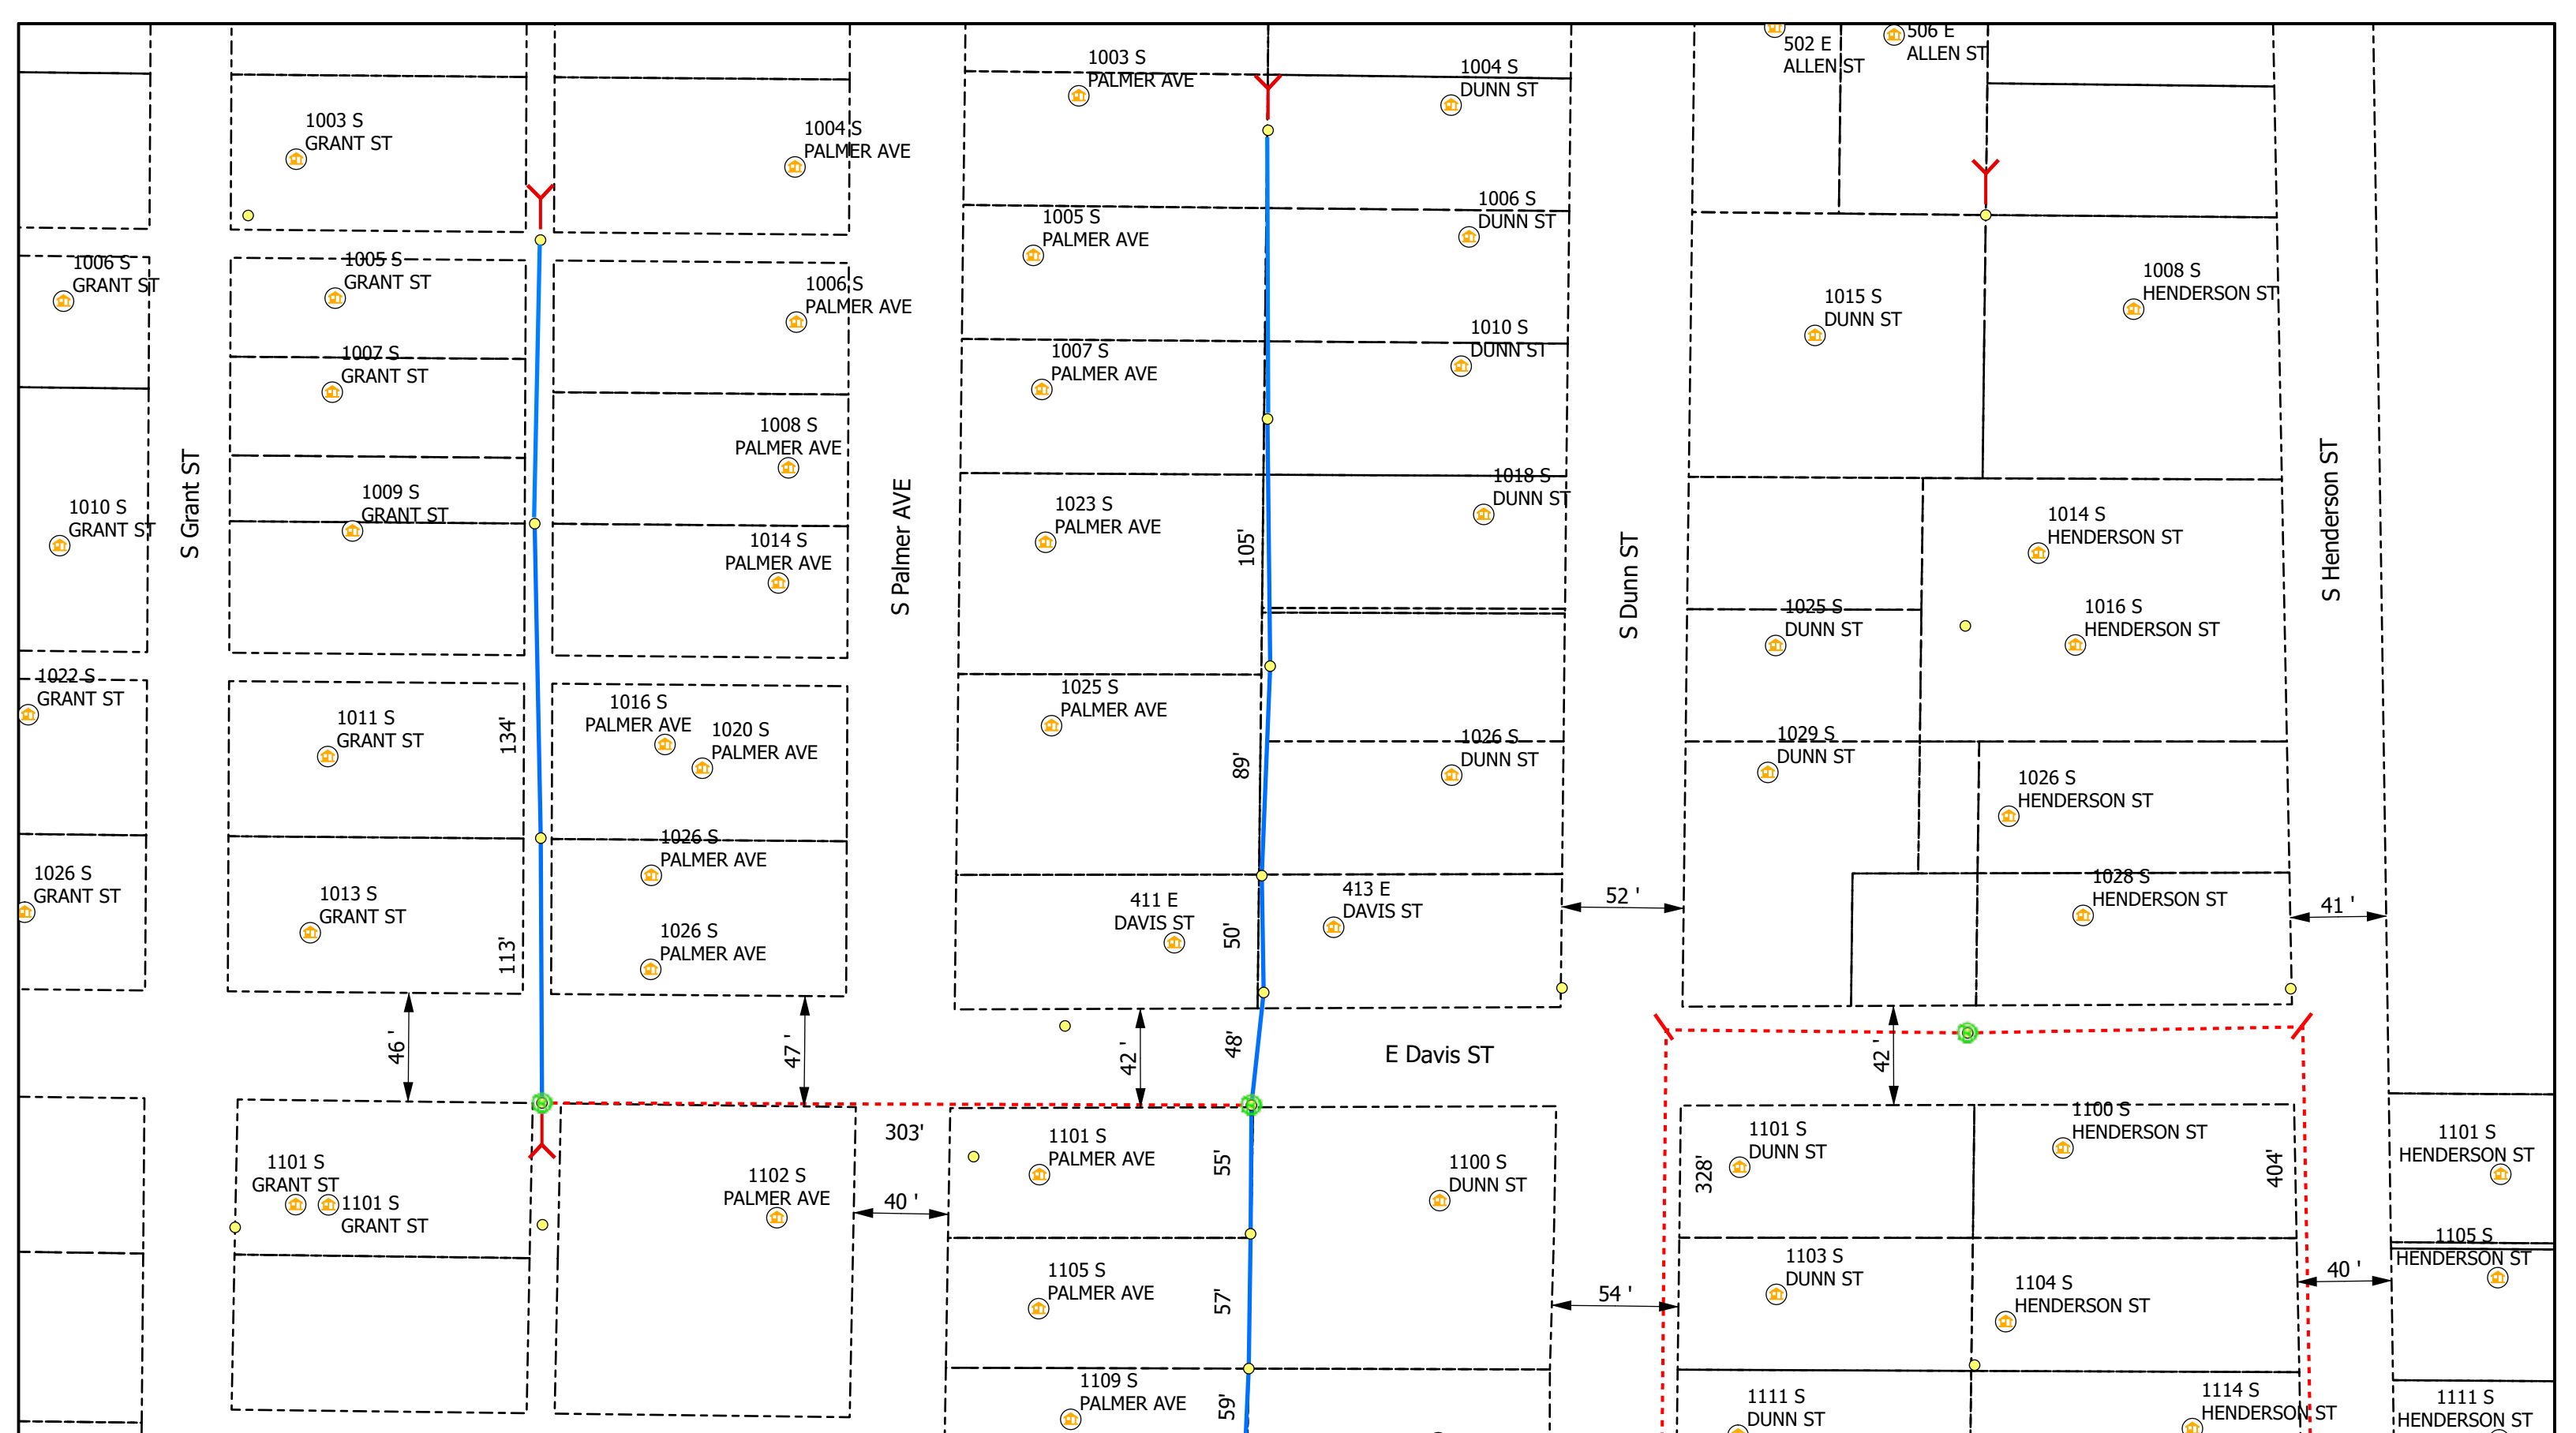 502 E
ALLEN ST
506 E
ALLEN ST
1003 S
PALMER AVE
1004 S
DUNN ST
1003 S
GRANT ST
1004 S
PALMER AVE
1006 S
DUNN ST
1005 S
PALMER AVE
1006 S
GRANT ST
1005 S
GRANT ST
1006 S
PALMER AVE
1015 S
DUNN ST
1008 S
HENDERSON ST
1007 S
GRANT ST
1007 S
PALMER AVE
1010 S
DUNN ST
1008 S
PALMER AVE
S Grant ST
S Palmer AVE
S Dunn ST
S Henderson ST
1009 S
GRANT ST
1010 S
GRANT ST
1014 S
PALMER AVE
1023 S
PALMER AVE
105'
1018 S
DUNN ST
1014 S
HENDERSON ST
1025 S
DUNN ST
1016 S
HENDERSON ST
1022 S
GRANT ST
1011 S
GRANT ST
134'
1016 S
PALMER AVE
1020 S
PALMER AVE
1025 S
PALMER AVE
89'
1026 S
DUNN ST
1029 S
DUNN ST
1026 S
HENDERSON ST
1026 S
GRANT ST
1013 S
GRANT ST
113'
1026 S
PALMER AVE
1026 S
PALMER AVE
411 E
DAVIS ST
50'
413 E
DAVIS ST
52 '
1028 S
HENDERSON ST
41 '
46 '
47 '
42 '
48'
E Davis ST
42 '
303'
1101 S
GRANT ST
1101 S
GRANT ST
1102 S
PALMER AVE
40 '
1101 S
PALMER AVE
55'
1100 S
DUNN ST
328'
1101 S
DUNN ST
1100 S
HENDERSON ST
404'
1101 S
HENDERSON ST
1105 S
PALMER AVE
57'
54 '
1103 S
DUNN ST
1104 S
HENDERSON ST
40 '
1105 S
HENDERSON ST
1109 S
PALMER AVE
59'
1111 S
DUNN ST
1114 S
HENDERSON ST
1111 S
HENDERSON ST